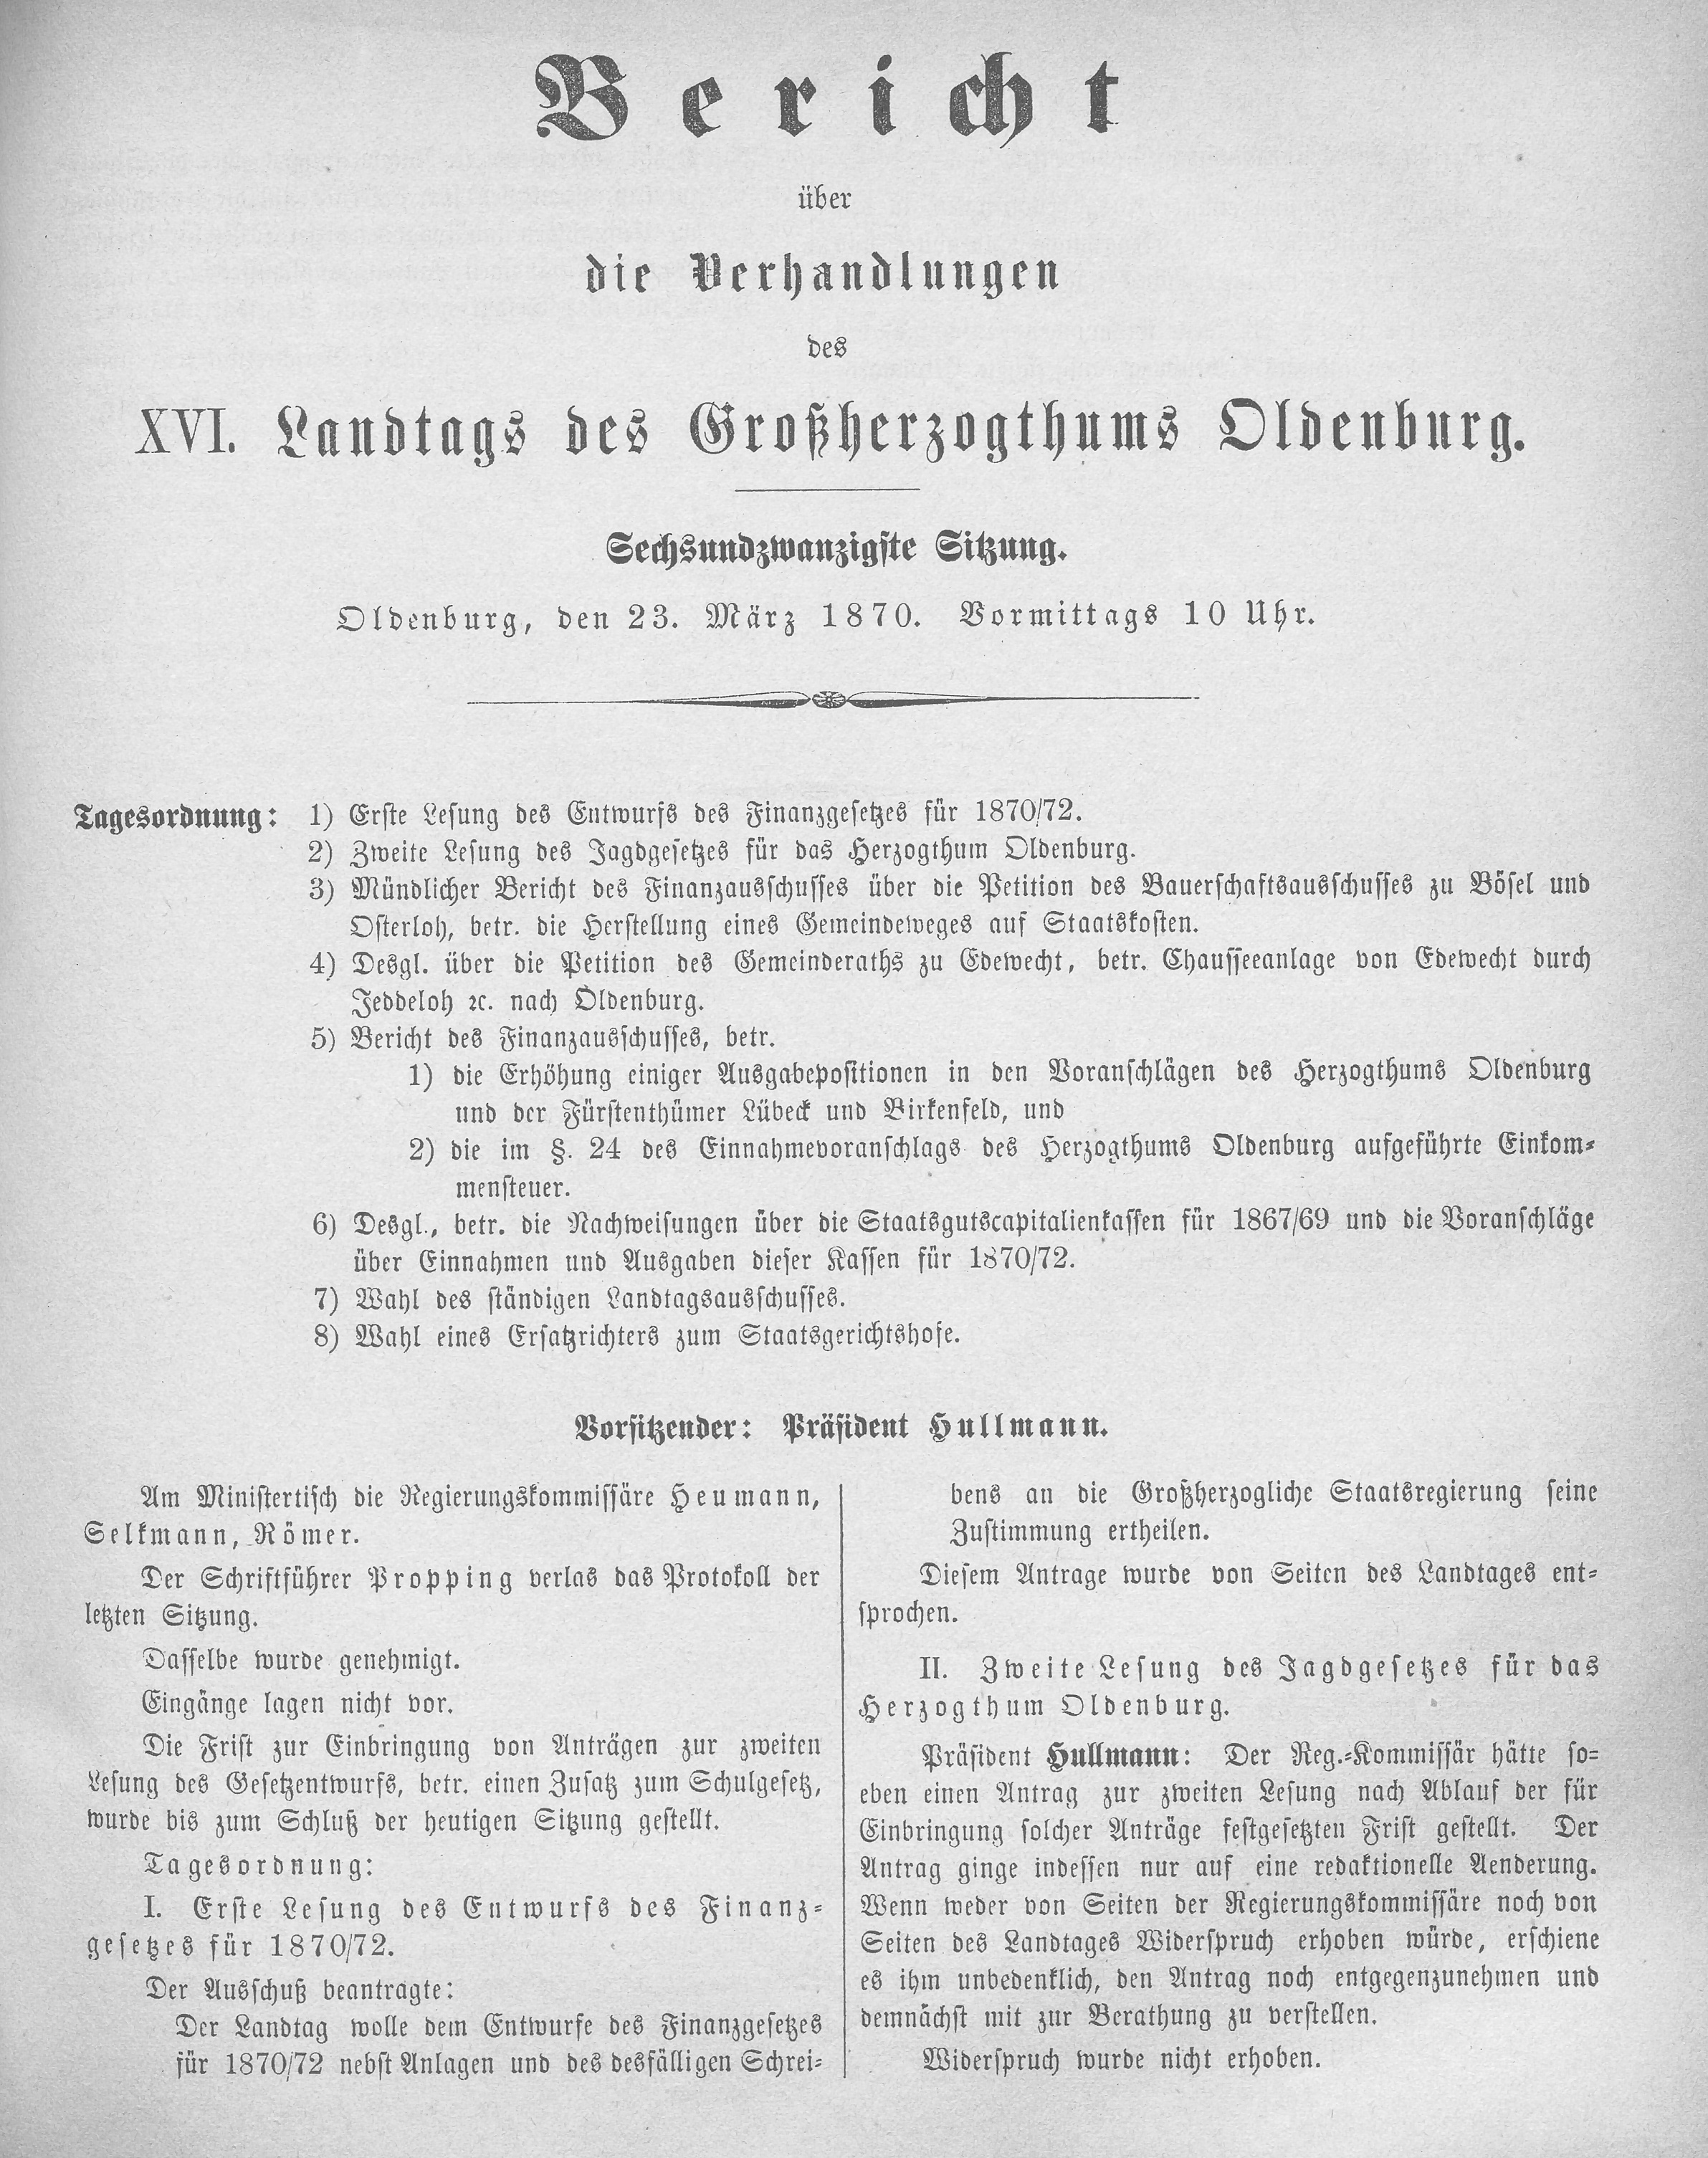 Bericht
über
die Verhandlungen
des
XVI. Landtags des Großherzogthums Oldenburg.
Sechsundzwanzigste Sitzung.
Oldenburg, den 23. März 1870. Vormittags 10 Uhr.
Tagesordnung: 1) Erste Lesung des Entwurfs des Finanzgesetzes für 1870/72.
2) Zweite Lesung des Jagdgesetzes für das Herzogthum Oldenburg.
3) Mündlicher Bericht des Finanzausschusses über die Petition des Bauerschaftsausschusses zu Bösel und
Osterloh, betr. die Herstellung eines Gemeindeweges auf Staatskosten.
4) Desgl. über die Petition des Gemeinderaths zu Edewecht, betr. Chausseeanlage von Edewecht durch
Jeddeloh ꝛc. nach Oldenburg.
5) Bericht des Finanzausschusses, betr.
1) die Erhöhung einiger Ausgabepositionen in den Voranschlägen des Herzogthums Oldenburg
und der Fürstenthümer Lübeck und Birkenfeld, und
2) die im §. 24 des Einnahmevoranschlags des Herzogthums Oldenburg aufgeführte Einkom-
mensteuer.
6) Desgl., betr. die Nachweisungen über die Staatsgutscapitalienkassen für 1867/69 und die Voranschläge
über Einnahmen und Ausgaben dieser Kassen für 1870/72.
7) Wahl des ständigen Landtagsausschusses.
8) Wahl eines Ersatzrichters zum Staatsgerichtshofe.
Vorsitzender: Präsident Hullmann.
Am Ministertisch die Regierungskommissäre Heumann,
Selkmann, Römer.
Der Schriftführer Propping verlas das Protokoll der
letzten Sitzung.
Dasselbe wurde genehmigt.
Eingänge lagen nicht vor.
Die Frist zur Einbringung von Anträgen zur zweiten
Lesung des Gesetzentwurfs, betr. einen Zusatz zum Schulgesetz,
wurde bis zum Schluß der heutigen Sitzung gestellt.
Tagesordnung:
I. Erste Lesung des Entwurfs des Finanz-
gesetzes für 1870/72.
Der Ausschuß beantragte:
Der Landtag wolle dem Entwurfe des Finanzgesetzes
für 1870/72 nebst Anlagen und des desfälligen Schrei-
bens an die Großherzogliche Staatsregierung seine
Zustimmung ertheilen.
Diesem Antrage wurde von Seiten des Landtages ent-
sprochen.
II. Zweite Lesung des Jagdgesetzes für das
Herzogthum Oldenburg.
Präsident Hullmann: Der Reg.-Kommissär hätte so-
eben einen Antrag zur zweiten Lesung nach Ablauf der für
Einbringung solcher Anträge festgesetzten Frist gestellt. Der
Antrag ginge indessen nur auf eine redaktionelle Aenderung.
Wenn weder von Seiten der Regierungskommissäre noch von
Seiten des Landtages Widerspruch erhoben würde, erschiene
es ihm unbedenklich, den Antrag noch entgegenzunehmen und
demnächst mit zur Berathung zu verstellen.
Widerspruch wurde nicht erhoben.